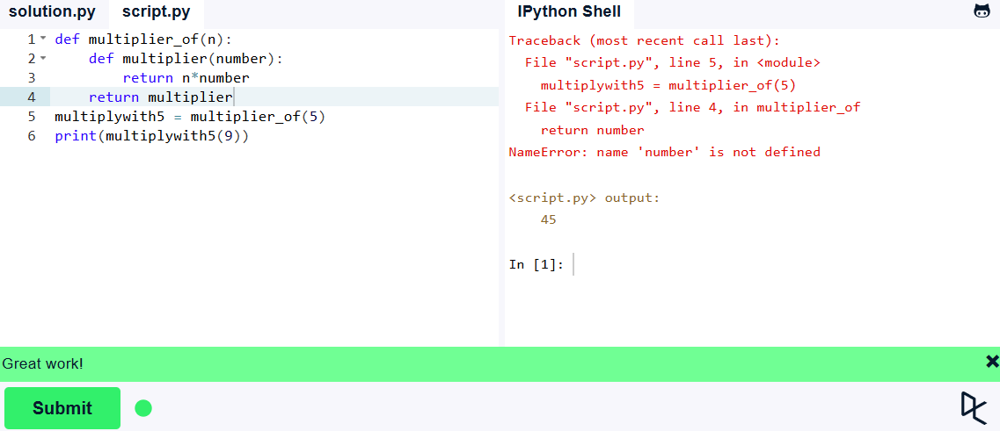 solution.py script.py
1 def multiplier_of(n):
2     def multiplier(number):
3         return n*number
4     return multiplier
5 multiplywith5 = multiplier_of(5)
6 print(multiplywith5(9))
IPython Shell
Traceback (most recent call last):
  File "script.py", line 5, in <module>
    multiplywith5 = multiplier_of(5)
  File "script.py", line 4, in multiplier_of
    return number
NameError: name 'number' is not defined
<script.py> output:
    45
In [1]:
Great work!
Submit